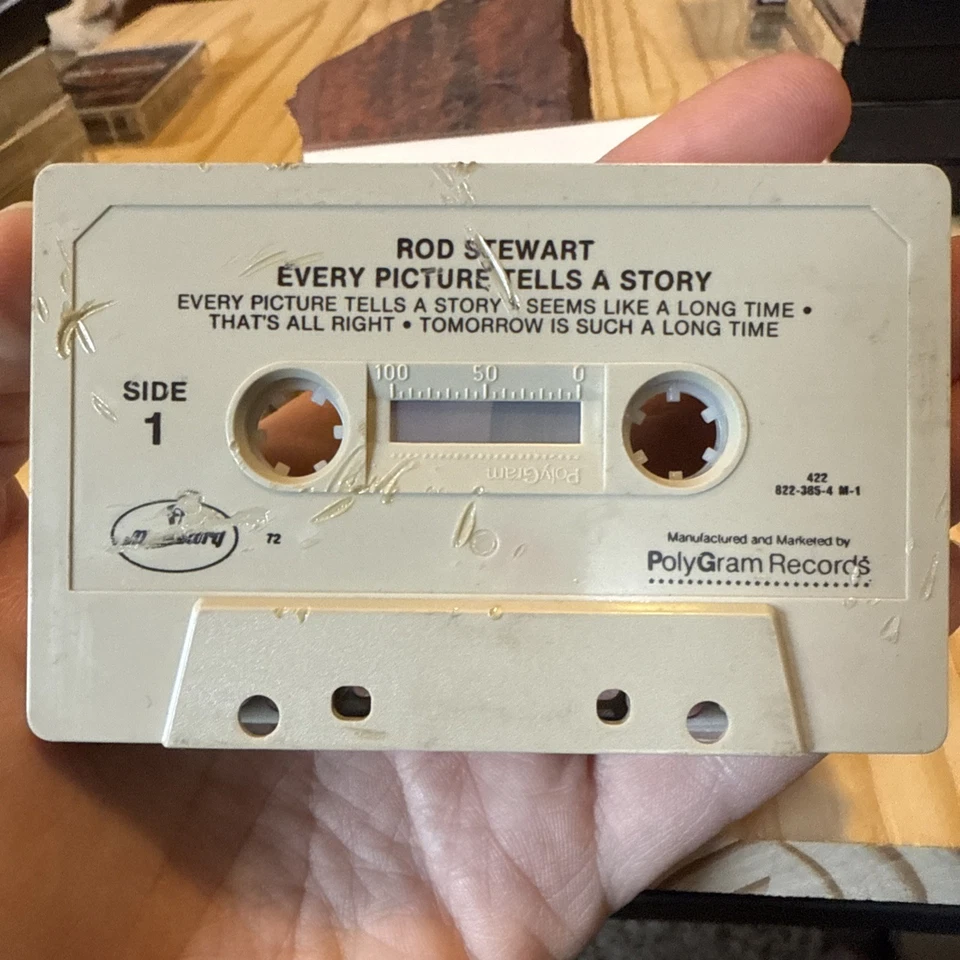 ROD STEWART
EVERY PICTURE TELLS A STORY
EVERY PICTURE TELLS A STORY • SEEMS LIKE A LONG TIME •
THAT'S ALL RIGHT • TOMORROW IS SUCH A LONG TIME
100 50 0
SIDE
1
PolyGram
422
822-385-4 M-1
72
Manufactured and Marketed by
PolyGram Records